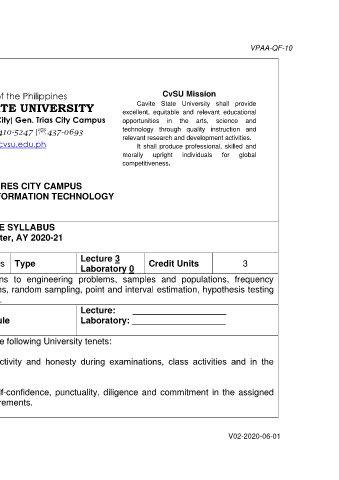 VPAA-QF-10
of the Philippines
CvSU Mission
Cavite State University shall provide
excellent, equitable and relevant educational
opportunities in the arts, science and
technology through quality instruction and
relevant research and development activities.
It shall produce professional, skilled and
morally upright individuals for global
competitiveness.
TE UNIVERSITY
City| Gen. Trias City Campus
410-5247 |☏437-0693
cvsu.edu.ph
RES CITY CAMPUS
FORMATION TECHNOLOGY
E SYLLABUS
ter, AY 2020-21
s Type Lecture 3 Credit Units 3
Laboratory 0
ns to engineering problems, samples and populations, frequency
ns, random sampling, point and interval estimation, hypothesis testing
.
ule Lecture: ____________________
Laboratory: ____________________
e following University tenets:
ctivity and honesty during examinations, class activities and in the
lf-confidence, punctuality, diligence and commitment in the assigned
rements.
V02-2020-06-01